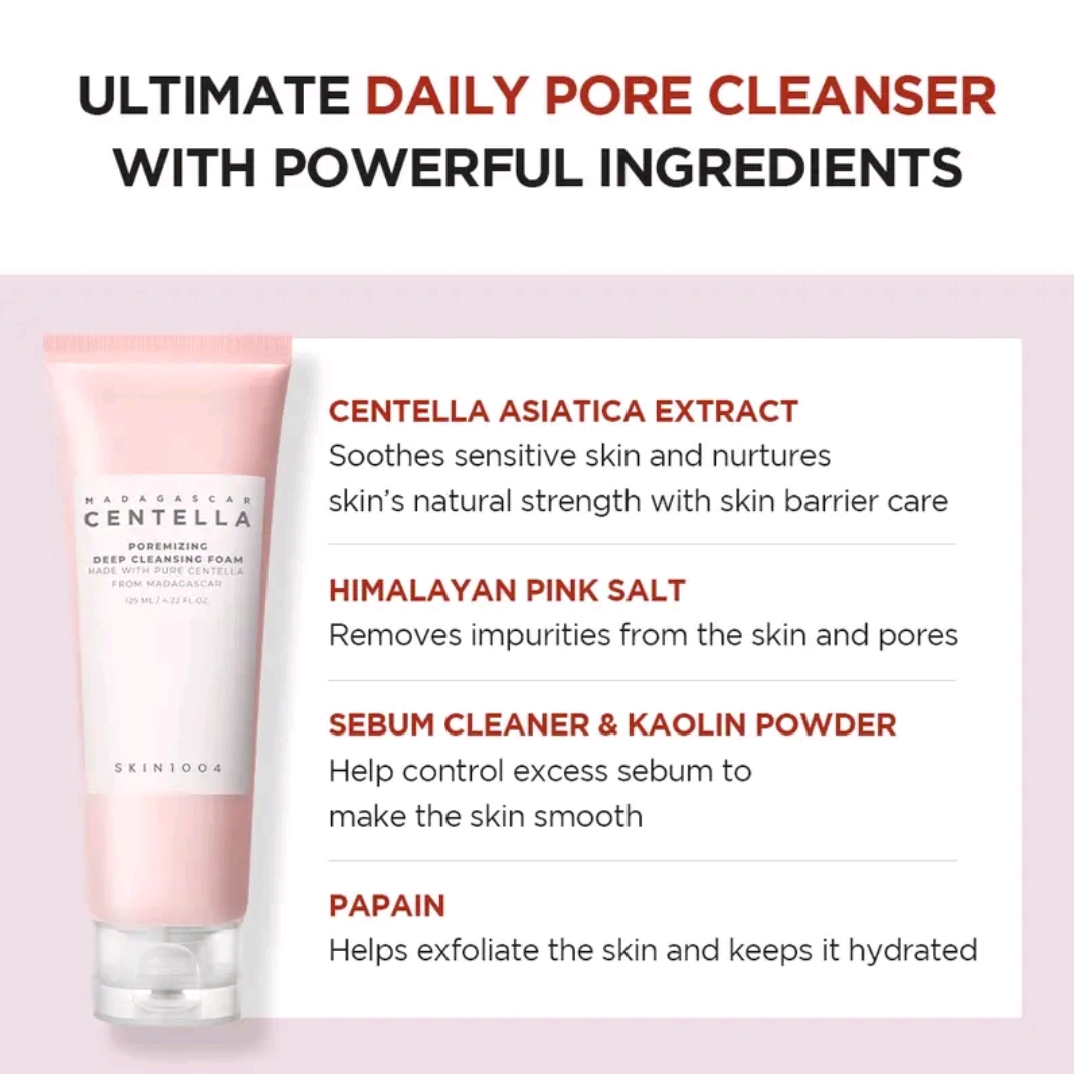 ULTIMATE DAILY PORE CLEANSER
WITH POWERFUL INGREDIENTS
MADAGASCAR
CENTELLA
POREMIZING
DEEP CLEANSING FOAM
MADE WITH PURE CENTELLA
FROM MADAGASCAR
125 ML / 4.22 FL.OZ.
SKIN1004
CENTELLA ASIATICA EXTRACT
Soothes sensitive skin and nurtures
skin's natural strength with skin barrier care
HIMALAYAN PINK SALT
Removes impurities from the skin and pores
SEBUM CLEANER & KAOLIN POWDER
Help control excess sebum to
make the skin smooth
PAPAIN
Helps exfoliate the skin and keeps it hydrated